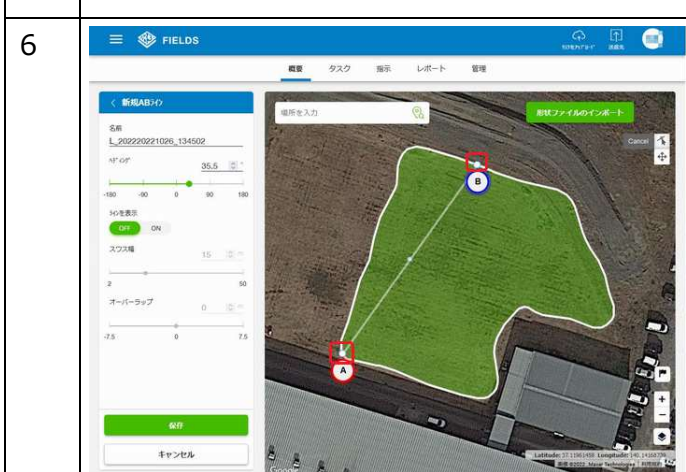 6
FIELDS
概要 タスク 指示 レポート 管理
新規ABライン
場所を入力
形状ファイルのインポート
名前
L_202220221026_134502
Cancel
ヘディング
35.5
-180 -90 0 90 180
ラインを表示
OFF ON
スワス幅
15
2 50
オーバーラップ
0
-7.5 0 7.5
B
A
保存
キャンセル
Google